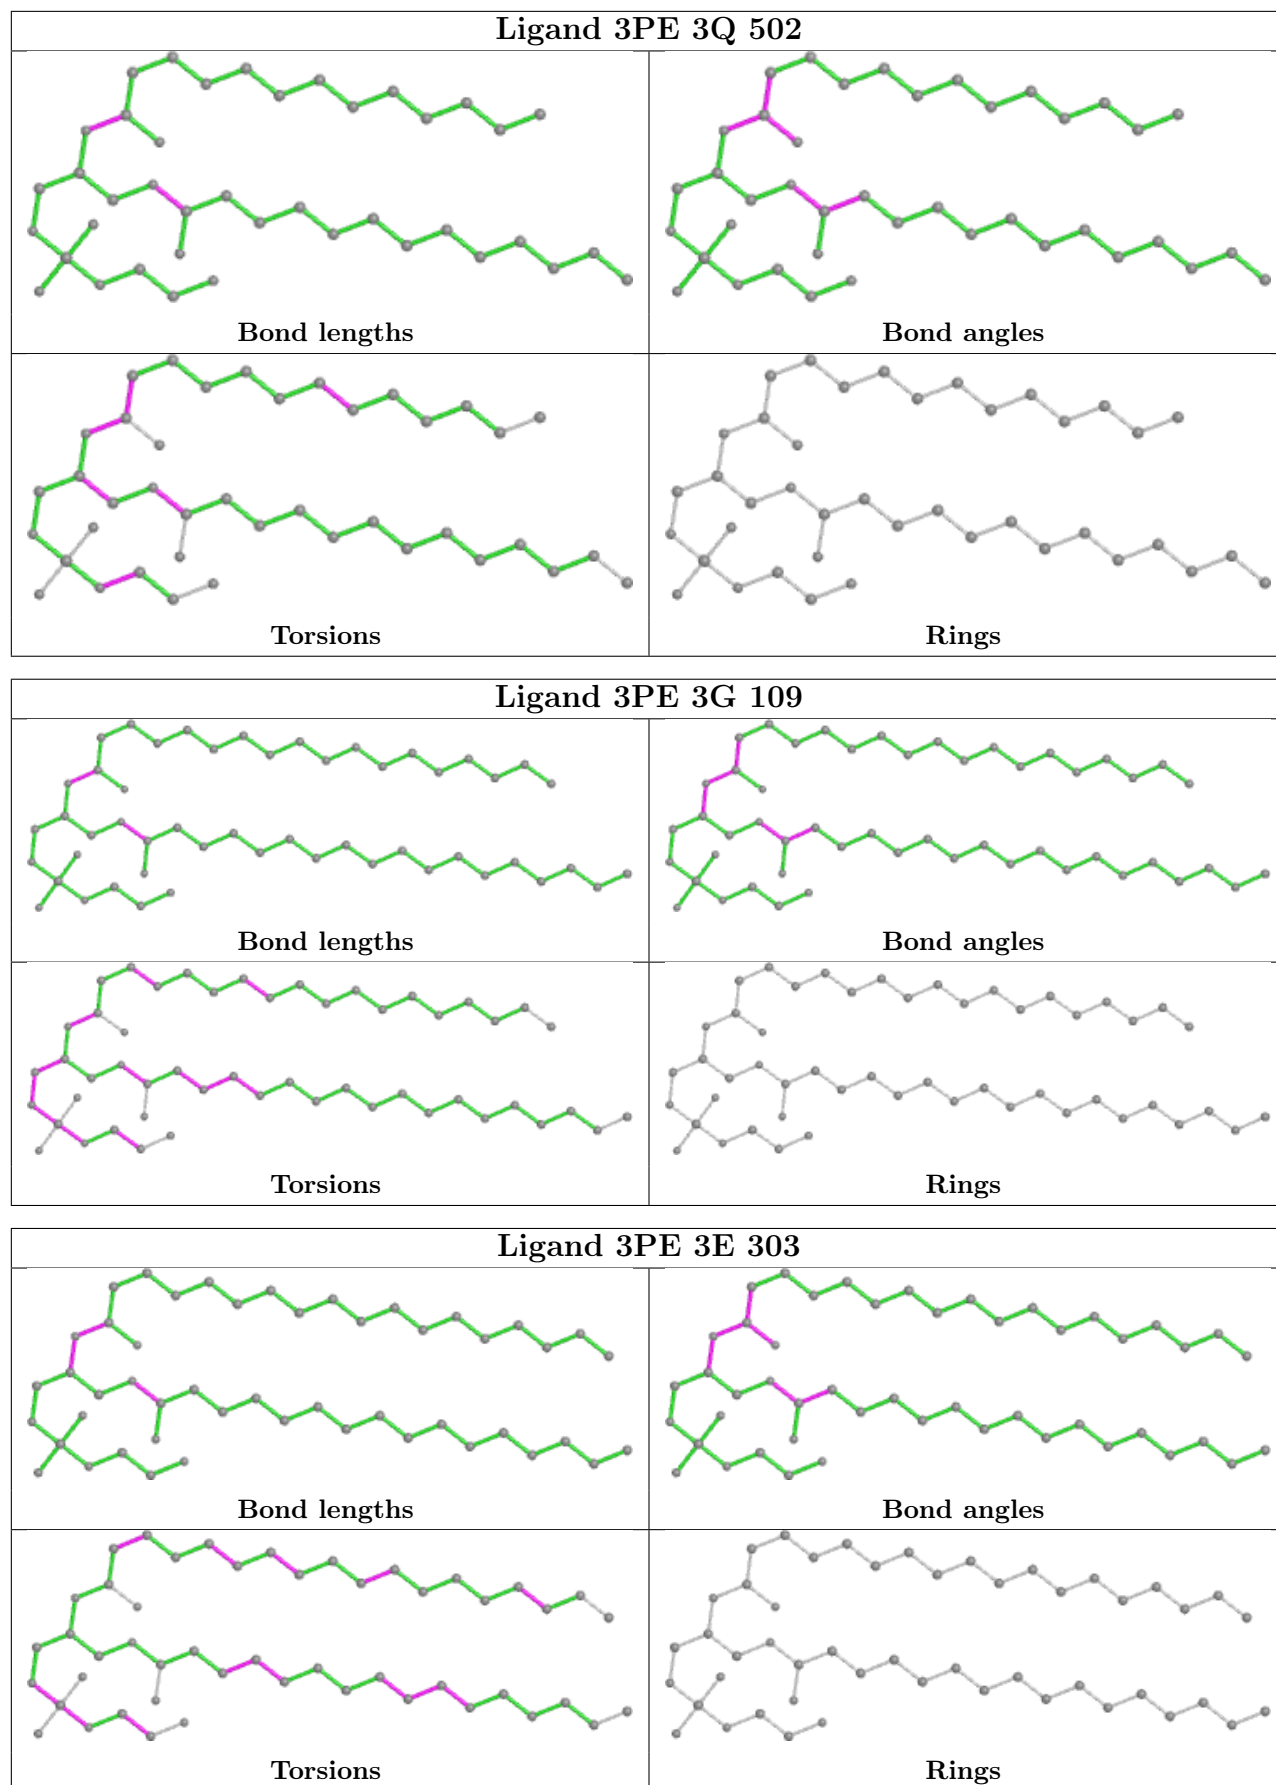 Ligand 3PE 3Q 502
Bond lengths
Bond angles
Torsions
Rings
Ligand 3PE 3G 109
Bond lengths
Bond angles
Torsions
Rings
Ligand 3PE 3E 303
Bond lengths
Bond angles
Torsions
Rings